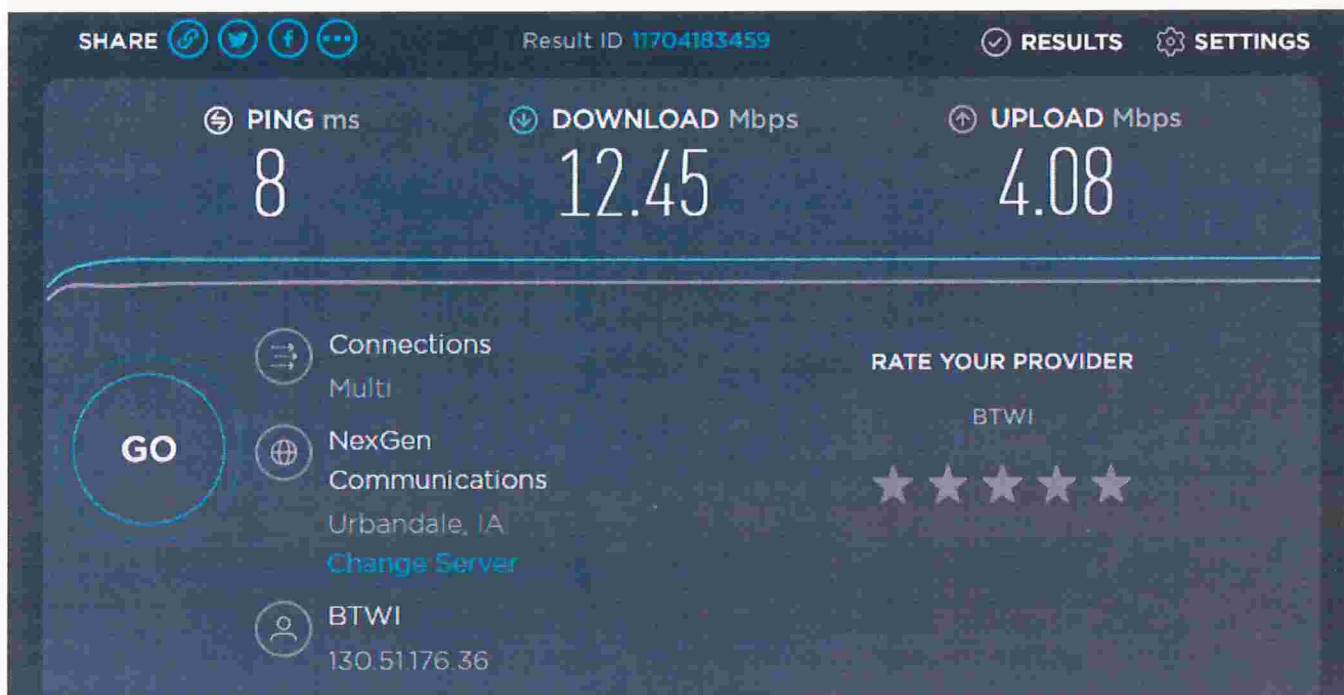 SHARE
Result ID 11704183459
RESULTS
SETTINGS
PING ms
DOWNLOAD Mbps
UPLOAD Mbps
8
12.45
4.08
GO
Connections
Multi
NexGen
Communications
Urbandale, IA
Change Server
BTWI
130.51.176.36
RATE YOUR PROVIDER
BTWI